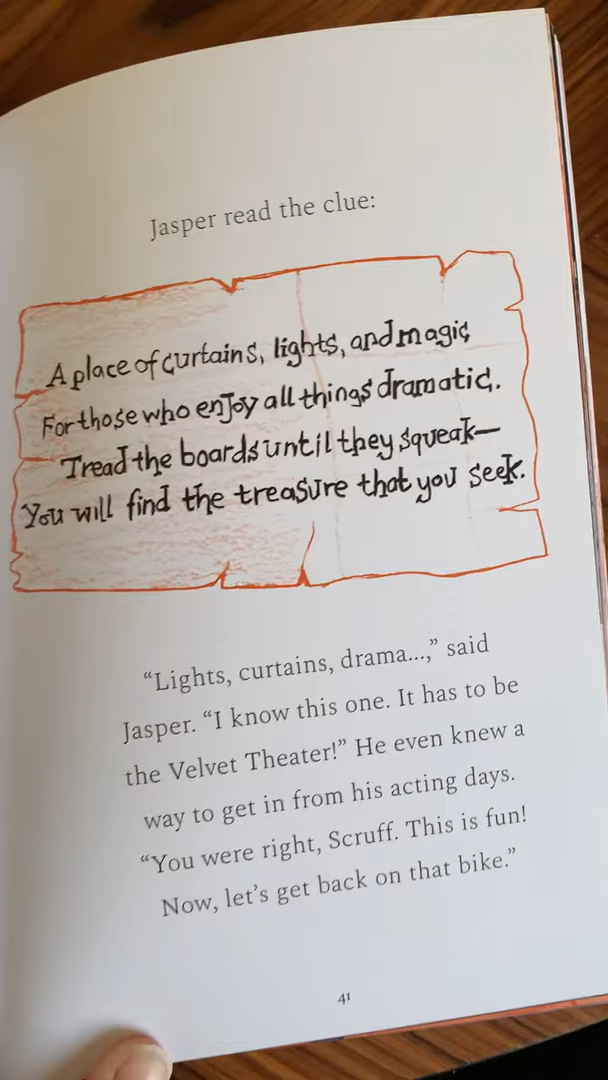 Jasper read the clue:
A place of curtains, lights, and magic
For those who enjoy all things dramatic.
Tread the boards until they squeak—
You will find the treasure that you seek.
“Lights, curtains, drama...,” said
Jasper. “I know this one. It has to be
the Velvet Theater!” He even knew a
way to get in from his acting days.
“You were right, Scruff. This is fun!
Now, let’s get back on that bike.”
41